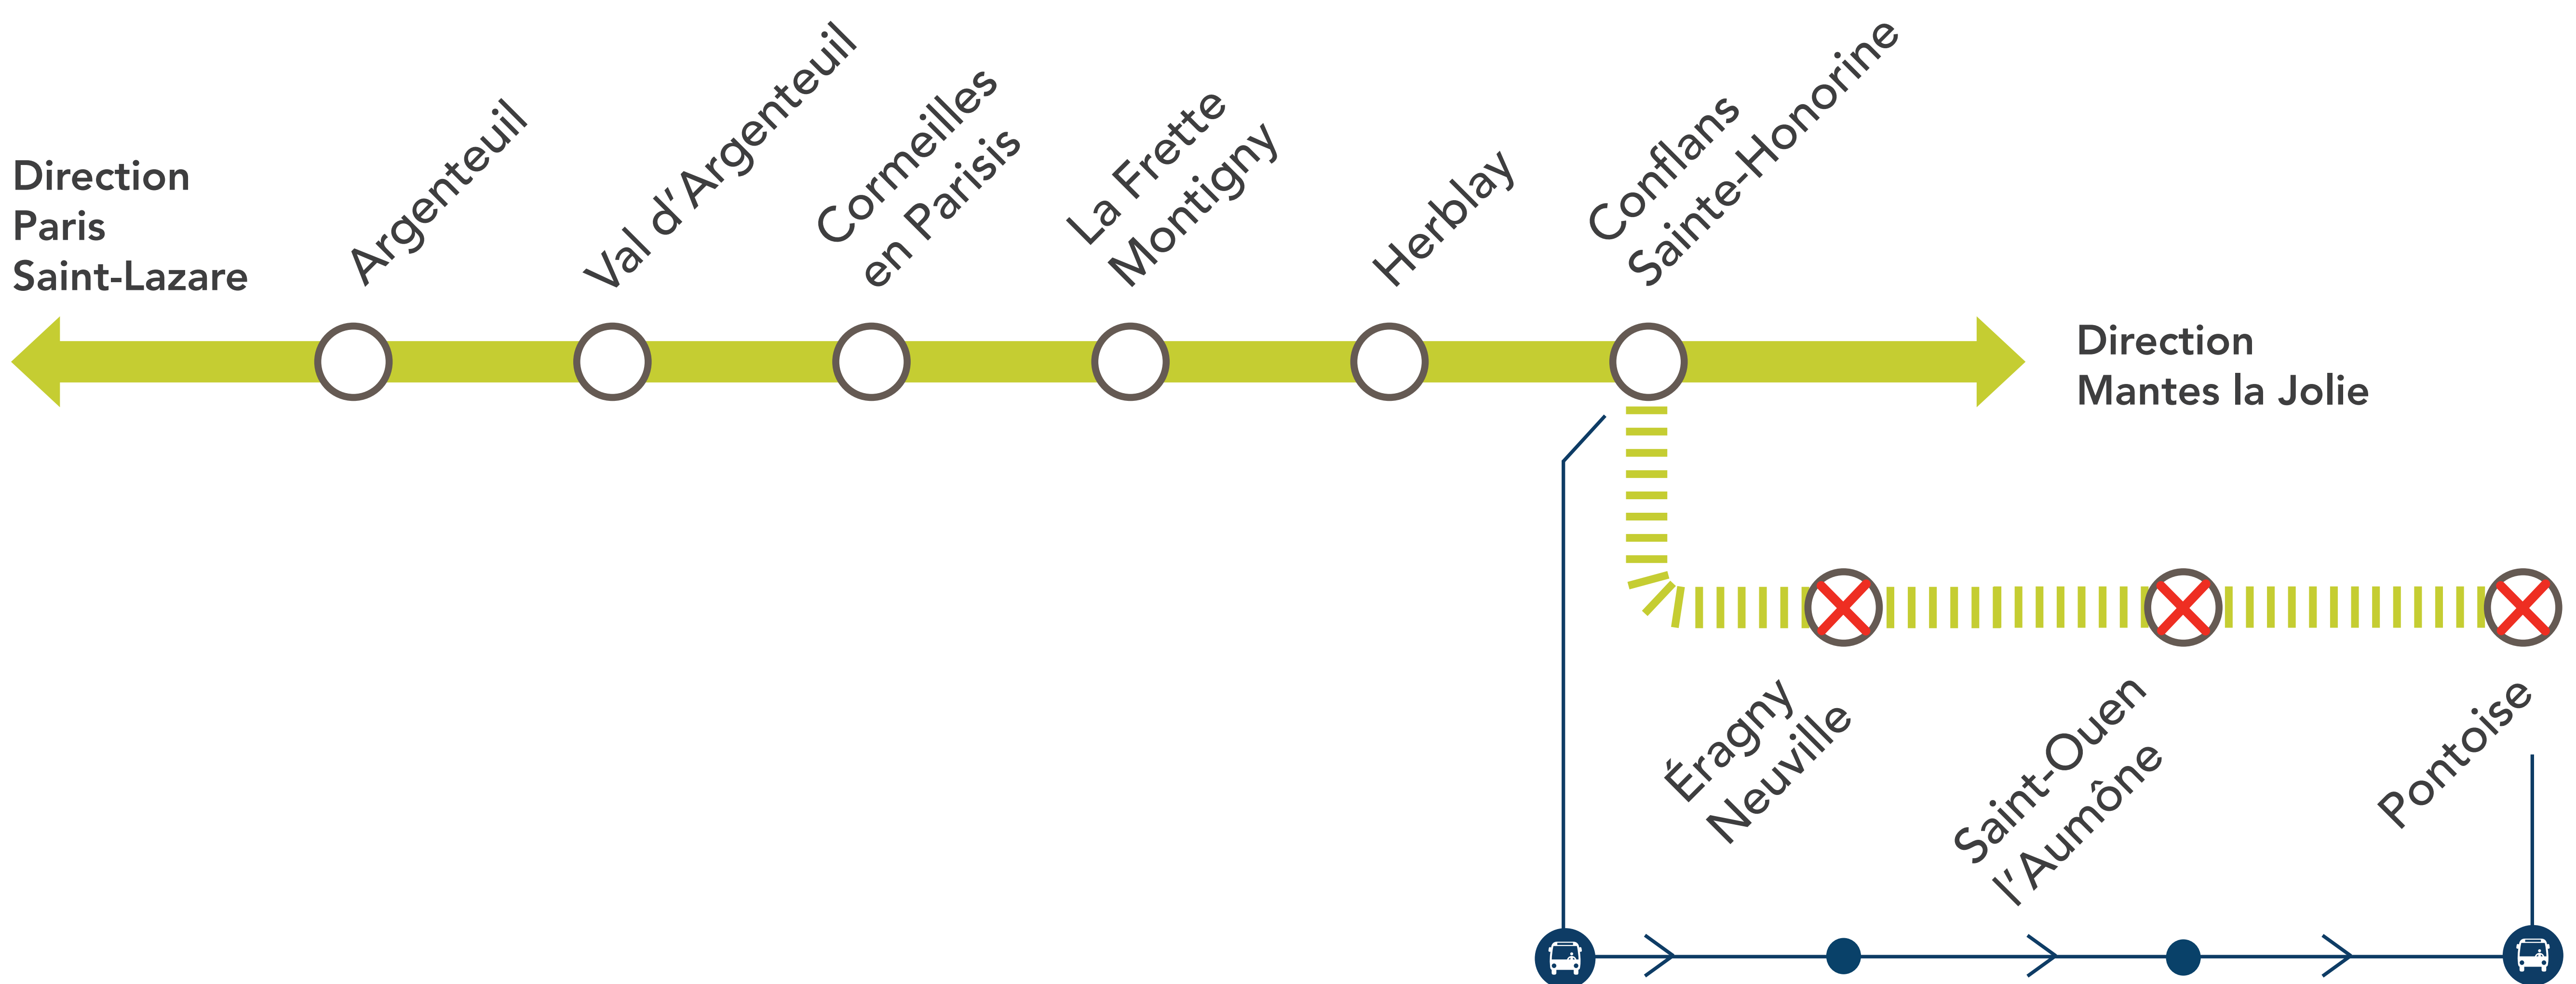 Direction
Paris
Saint-Lazare
Argenteuil
Val d'Argenteuil
Cormeilles
en Parisis
La Frette
Montigny
Herblay
Conflans
Sainte-Honorine
Direction
Mantes la Jolie
Éragny
Neuville
Saint-Ouen
l'Aumône
Pontoise